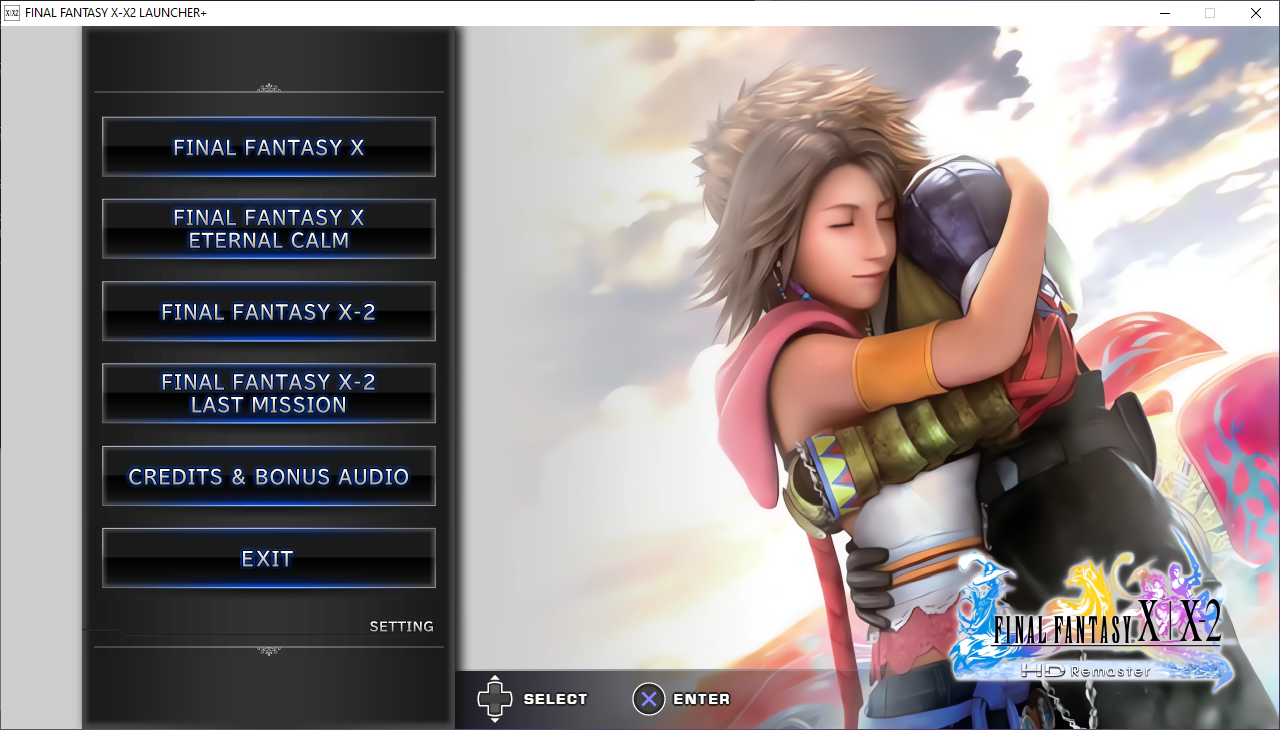 X|X2 FINAL FANTASY X-X2 LAUNCHER+
FINAL FANTASY X
FINAL FANTASY X
ETERNAL CALM
FINAL FANTASY X-2
FINAL FANTASY X-2
LAST MISSION
CREDITS & BONUS AUDIO
EXIT
SETTING
SELECT
ENTER
FINAL FANTASY X|X-2
HD Remaster